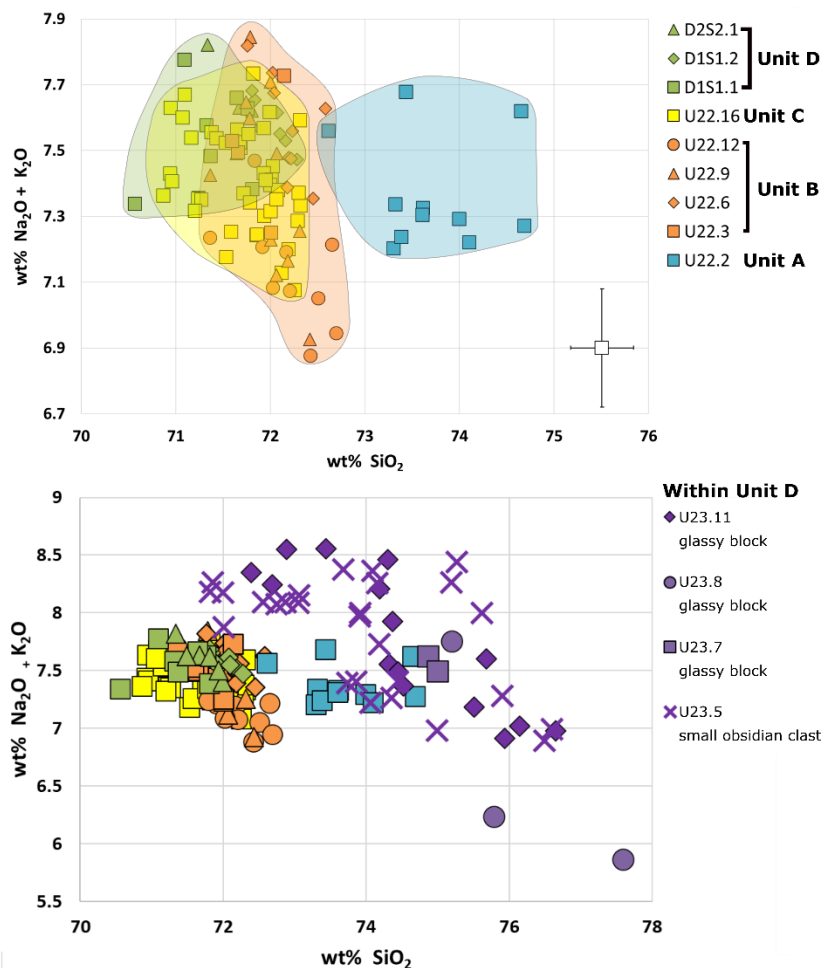 7.9
7.7
7.5
7.3
7.1
6.9
6.7
wt% Na2O + K2O
70 71 72 73 74 75 76
wt% SiO2
D2S2.1
D1S1.2 Unit D
D1S1.1
U22.16 Unit C
U22.12
U22.9
U22.6 Unit B
U22.3
U22.2 Unit A
9
8.5
8
7.5
7
6.5
6
5.5
wt% Na2O + K2O
70 72 74 76 78
wt% SiO2
Within Unit D
U23.11
glassy block
U23.8
glassy block
U23.7
glassy block
U23.5
small obsidian clast